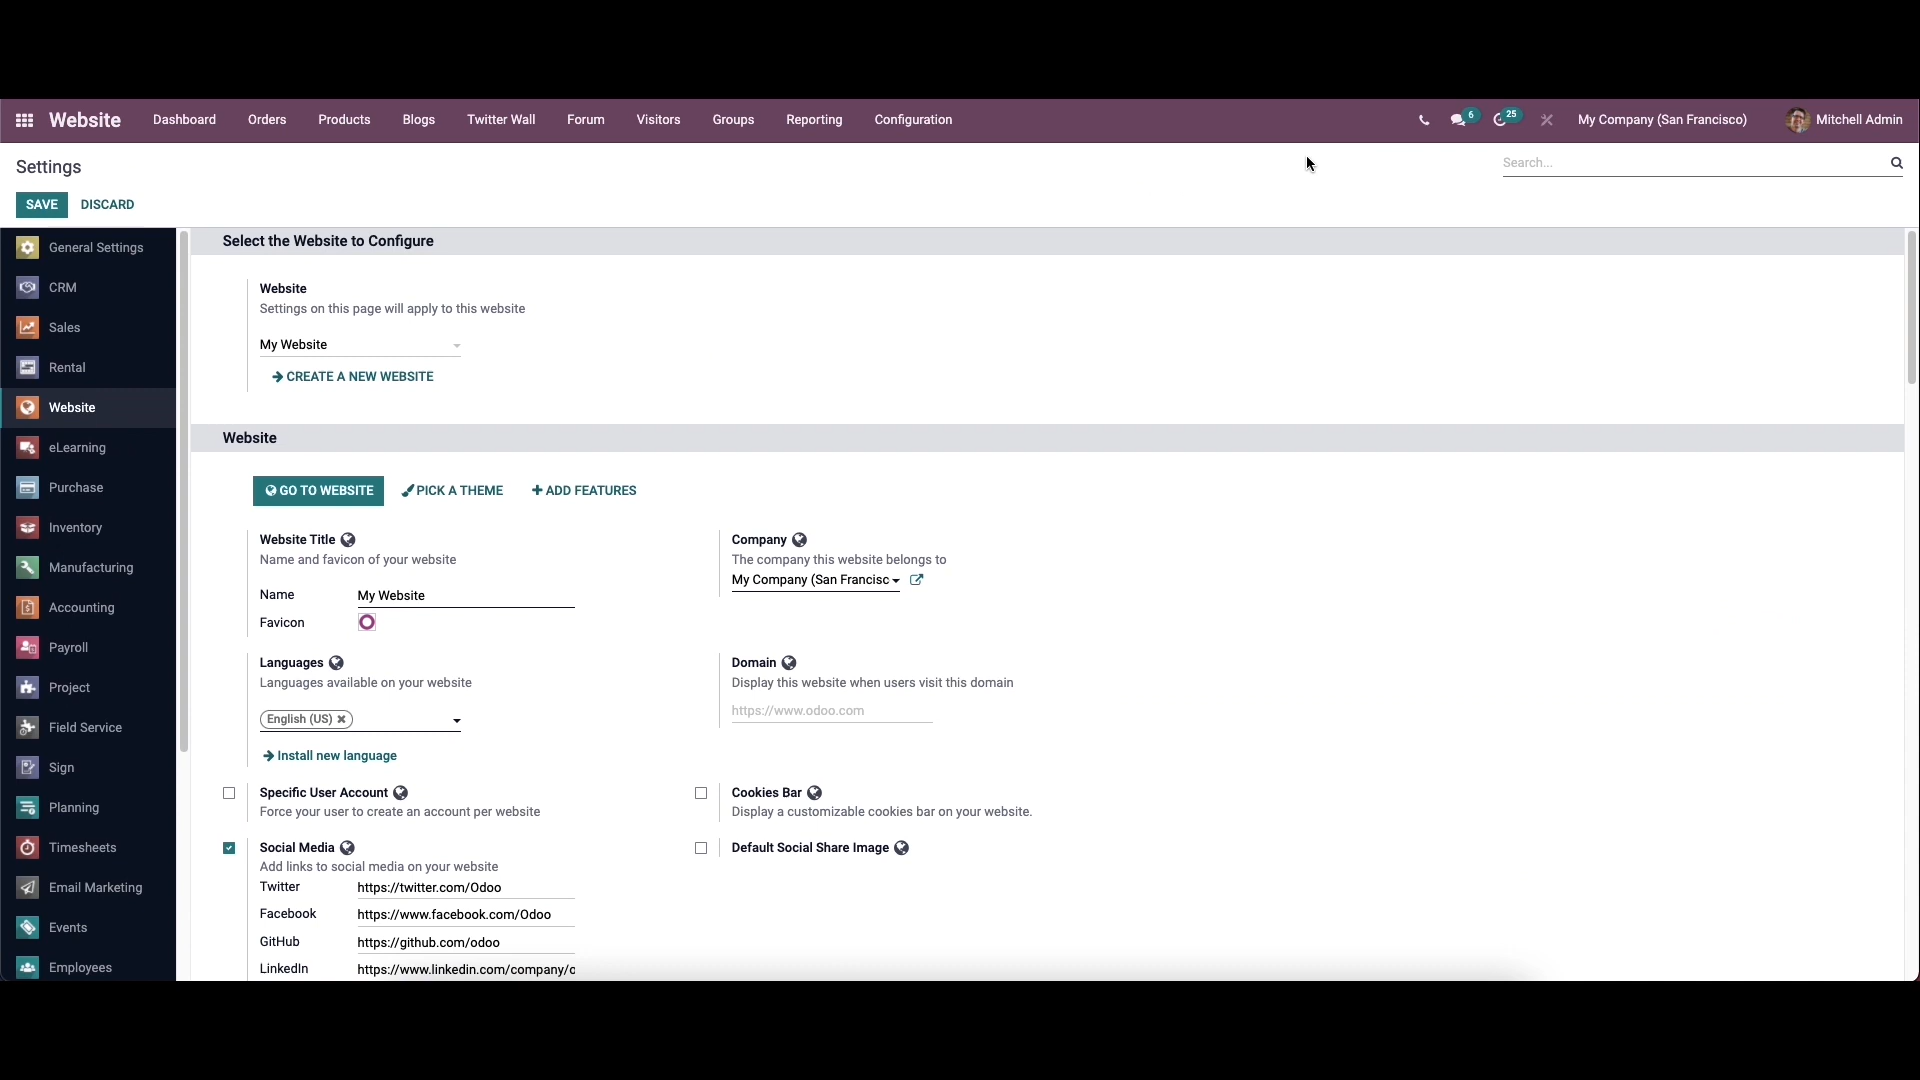 Website Dashboard Orders Products Blogs Twitter Wall Forum Visitors Groups Reporting Configuration 6 25 My Company (San Francisco) Mitchell Admin
Settings
Search...
SAVE DISCARD
General Settings
CRM
Sales
Rental
Website
eLearning
Purchase
Inventory
Manufacturing
Accounting
Payroll
Project
Field Service
Sign
Planning
Timesheets
Email Marketing
Events
Employees
Select the Website to Configure
Website
Settings on this page will apply to this website
My Website
CREATE A NEW WEBSITE
Website
GO TO WEBSITE PICK A THEME + ADD FEATURES
Website Title
Name and favicon of your website
Name My Website
Favicon
Company
The company this website belongs to
My Company (San Francisc
Languages
Languages available on your website
English (US)
Install new language
Domain
Display this website when users visit this domain
https://www.odoo.com
Specific User Account
Force your user to create an account per website
Cookies Bar
Display a customizable cookies bar on your website.
Social Media
Add links to social media on your website
Twitter https://twitter.com/Odoo
Facebook https://www.facebook.com/Odoo
GitHub https://github.com/odoo
LinkedIn https://www.linkedin.com/company/o
Default Social Share Image